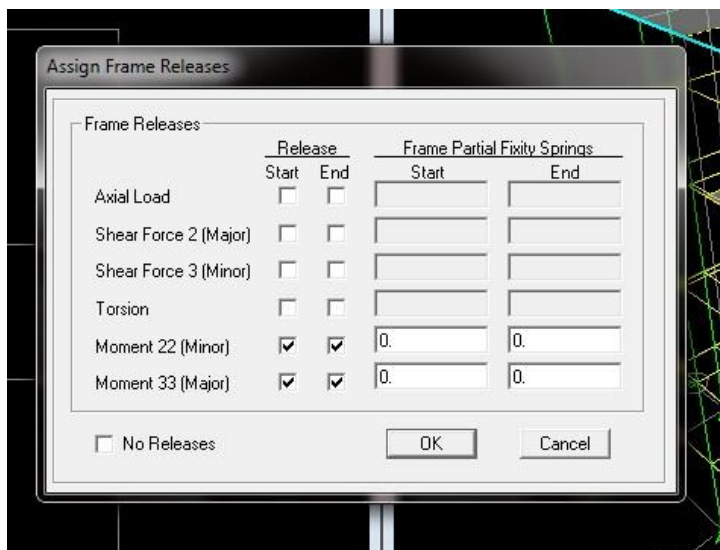 Assign Frame Releases
Frame Releases
Release Frame Partial Fixity Springs
Start End Start End
Axial Load
Shear Force 2 (Major)
Shear Force 3 (Minor)
Torsion
Moment 22 (Minor) 0. 0.
Moment 33 (Major) 0. 0.
No Releases OK Cancel